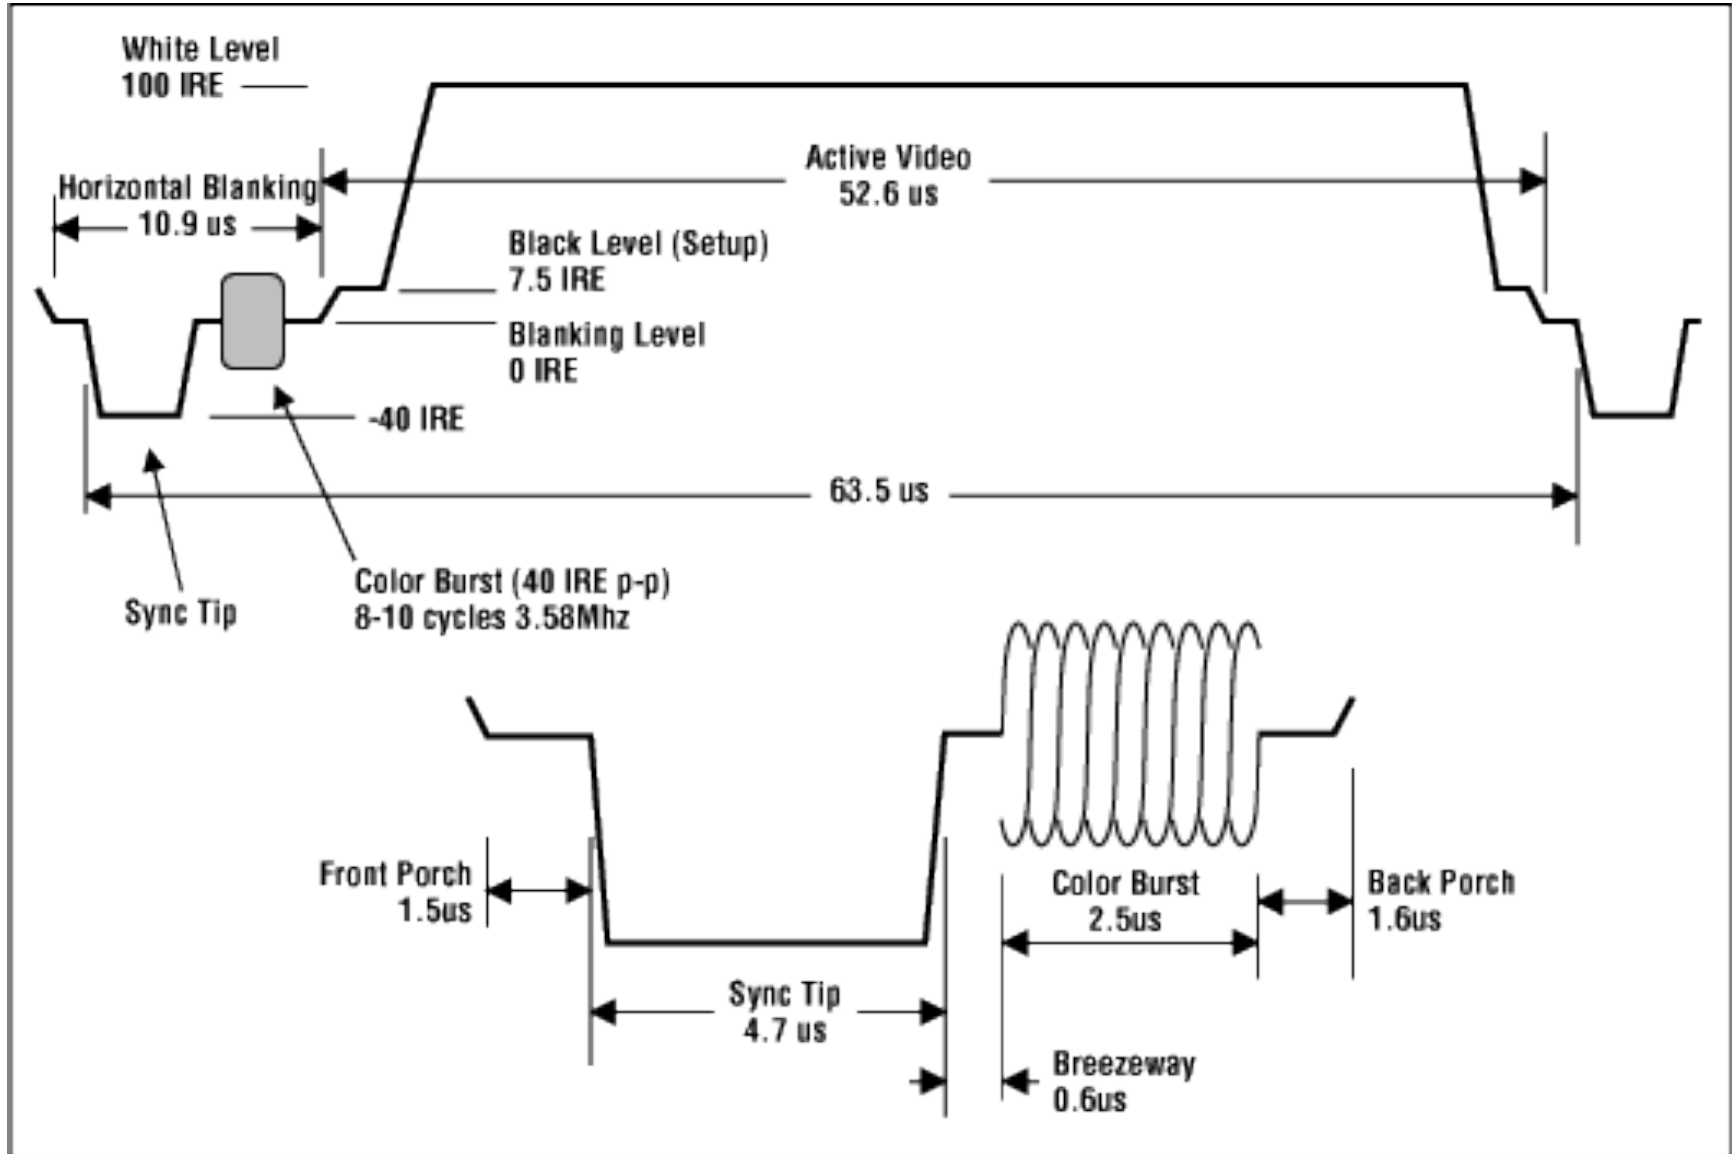 White Level
100 IRE
Active Video
52.6 us
Horizontal Blanking
10.9 us
Black Level (Setup)
7.5 IRE
Blanking Level
0 IRE
-40 IRE
63.5 us
Color Burst (40 IRE p-p)
8-10 cycles 3.58Mhz
Sync Tip
Front Porch
1.5us
Color Burst
2.5us
Back Porch
1.6us
Sync Tip
4.7 us
Breezeway
0.6us